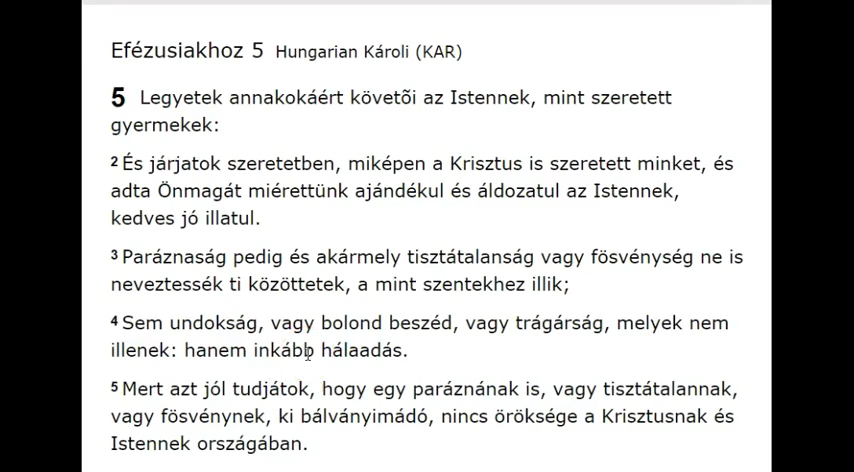 Efézusiakhoz 5 Hungarian Károli (KAR)
5 Legyetek annakokáért követõi az Istennek, mint szeretett
gyermekek:
2 És járjatok szeretetben, miképen a Krisztus is szeretett minket, és
adta Önmagát miérettünk ajándékul és áldozatul az Istennek,
kedves jó illatul.
3 Paráznaság pedig és akármely tisztátalanság vagy fösvénység ne is
neveztessék ti közöttetek, a mint szentekhez illik;
4 Sem undokság, vagy bolond beszéd, vagy trágárság, melyek nem
illenek: hanem inkább hálaadás.
5 Mert azt jól tudjátok, hogy egy paráznának is, vagy tisztátalannak,
vagy fösvénynek, ki bálványimádó, nincs öröksége a Krisztusnak és
Istennek országában.